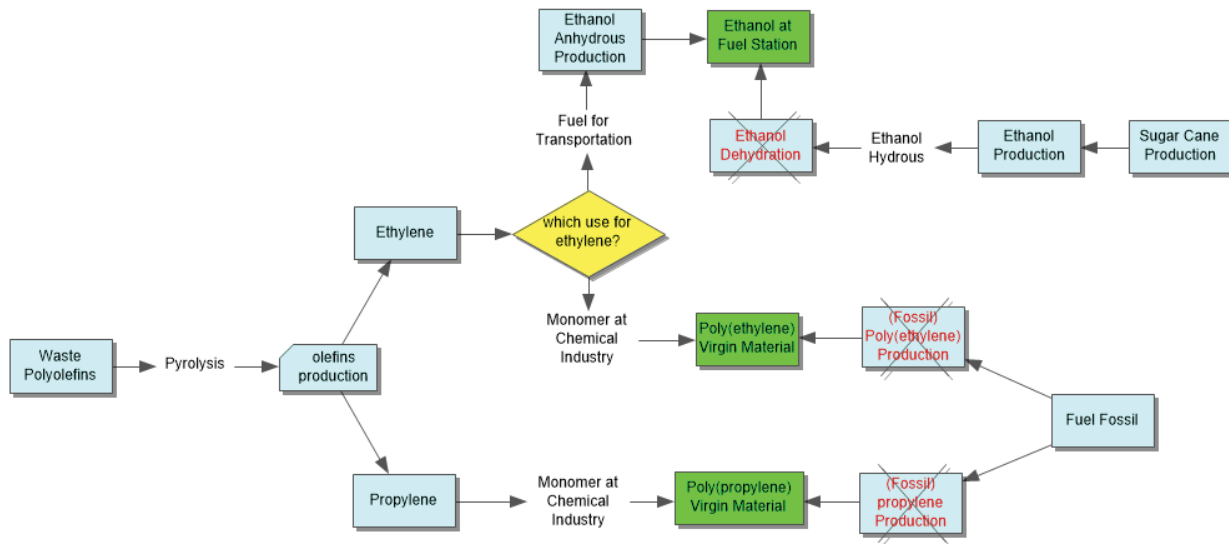 Ethanol
Anhydrous
Production
Ethanol at
Fuel Station
Fuel for
Transportation
Ethanol
Dehydration
Ethanol
Hydrous
Ethanol
Production
Sugar Cane
Production
Ethylene
which use for
ethylene?
Monomer at
Chemical
Industry
Poly(ethylene)
Virgin Material
(Fossil)
Poly(ethylene)
Production
Waste
Polyolefins
Pyrolysis
olefins
production
Fuel Fossil
Propylene
Monomer at
Chemical
Industry
Poly(propylene)
Virgin Material
(Fossil)
propylene
Production